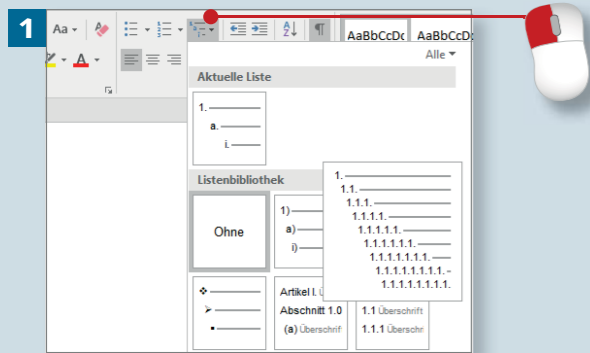 1
Aa
A
A
Z
¶
AaBbCcDc AaBbCcD
Alle
Aktuelle Liste
1.
a.
i.
Listenbibliothek
Ohne
1)
a)
i)
1.
1.1.
1.1.1.
1.1.1.1.
1.1.1.1.1.
1.1.1.1.1.1.
1.1.1.1.1.1.1.
1.1.1.1.1.1.1.1.
1.1.1.1.1.1.1.1.1.
Artikel I.
Abschnitt 1.0
(a) Überschrif
1.1 Überschrift
1.1.1 Überschri